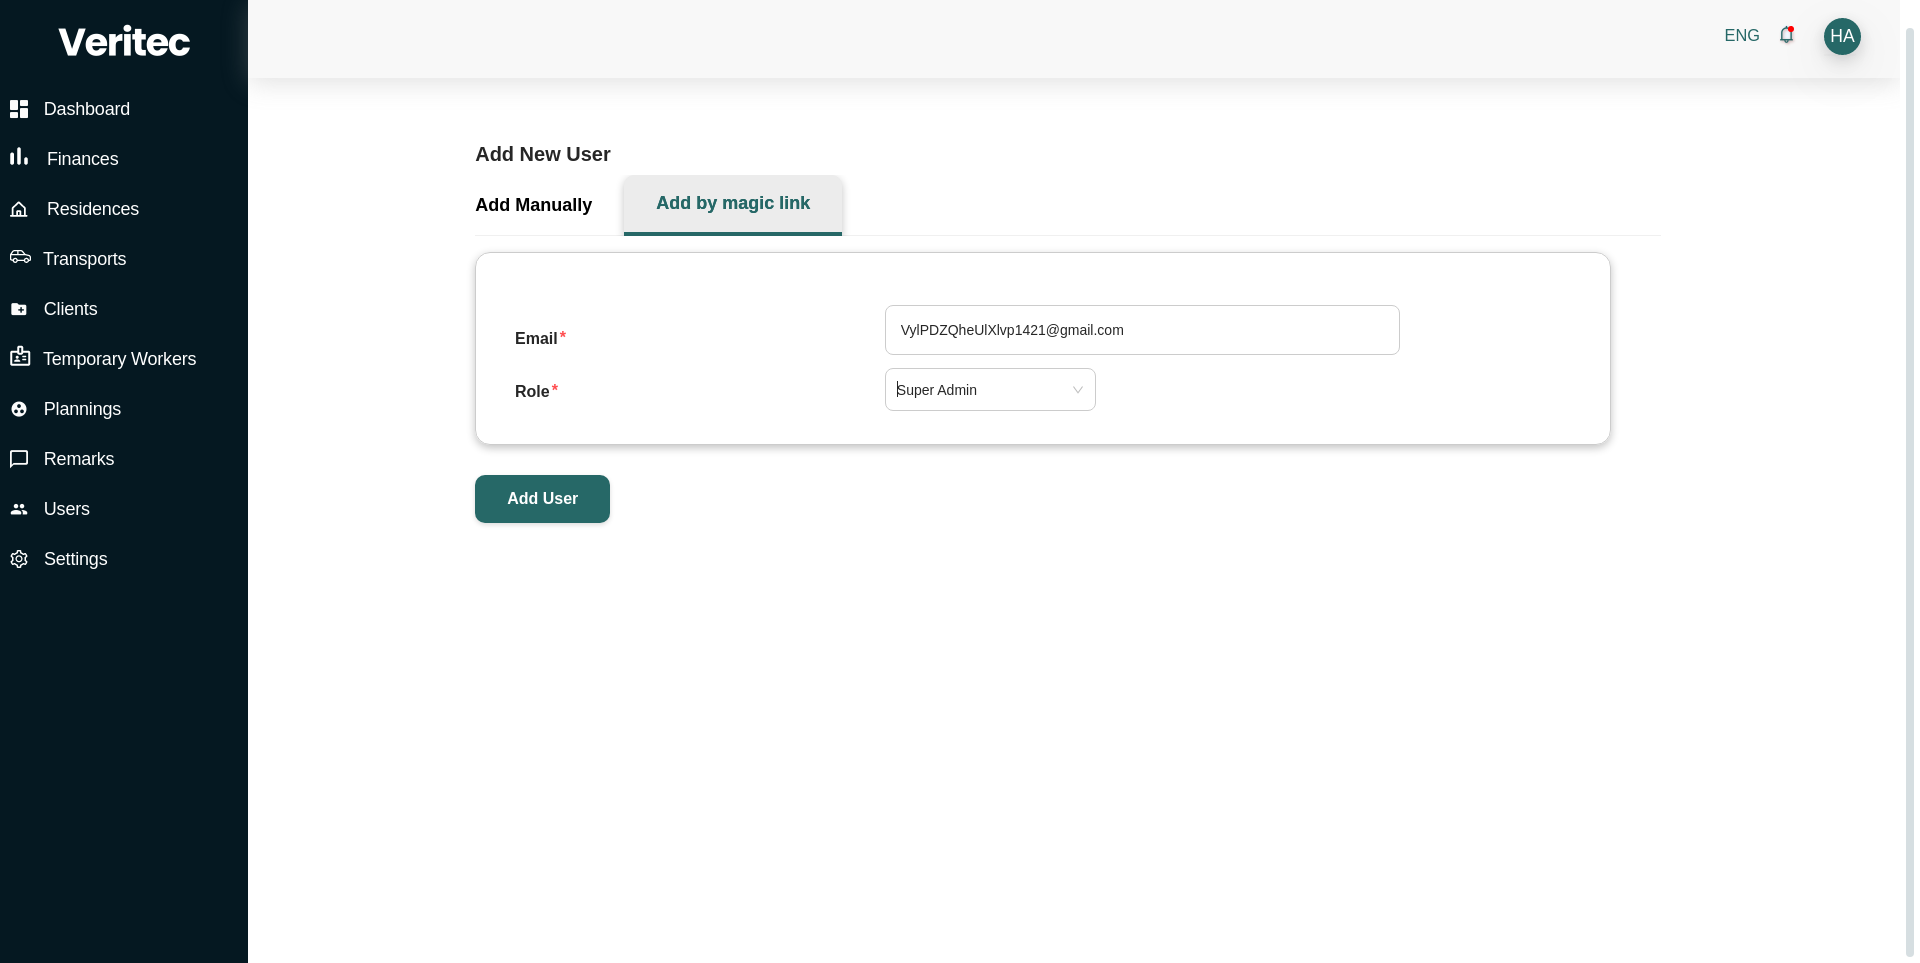 Veritec
Dashboard
Finances
Residences
Transports
Clients
Temporary Workers
Plannings
Remarks
Users
Settings
ENG
HA
Add New User
Add Manually
Add by magic link
Email*
VylPDZQheUlXlvp1421@gmail.com
Role*
Super Admin
Add User